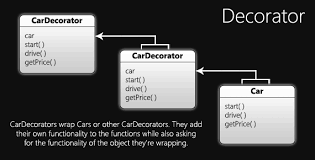 Decorator
CarDecorator
car
start( )
drive( )
getPrice( )
CarDecorator
car
start( )
drive( )
getPrice( )
Car
start( )
drive( )
getPrice( )
CarDecorators wrap Cars or other CarDecorators. They add
their own functionality to the functions while also asking
for the functionality of the object they're wrapping.